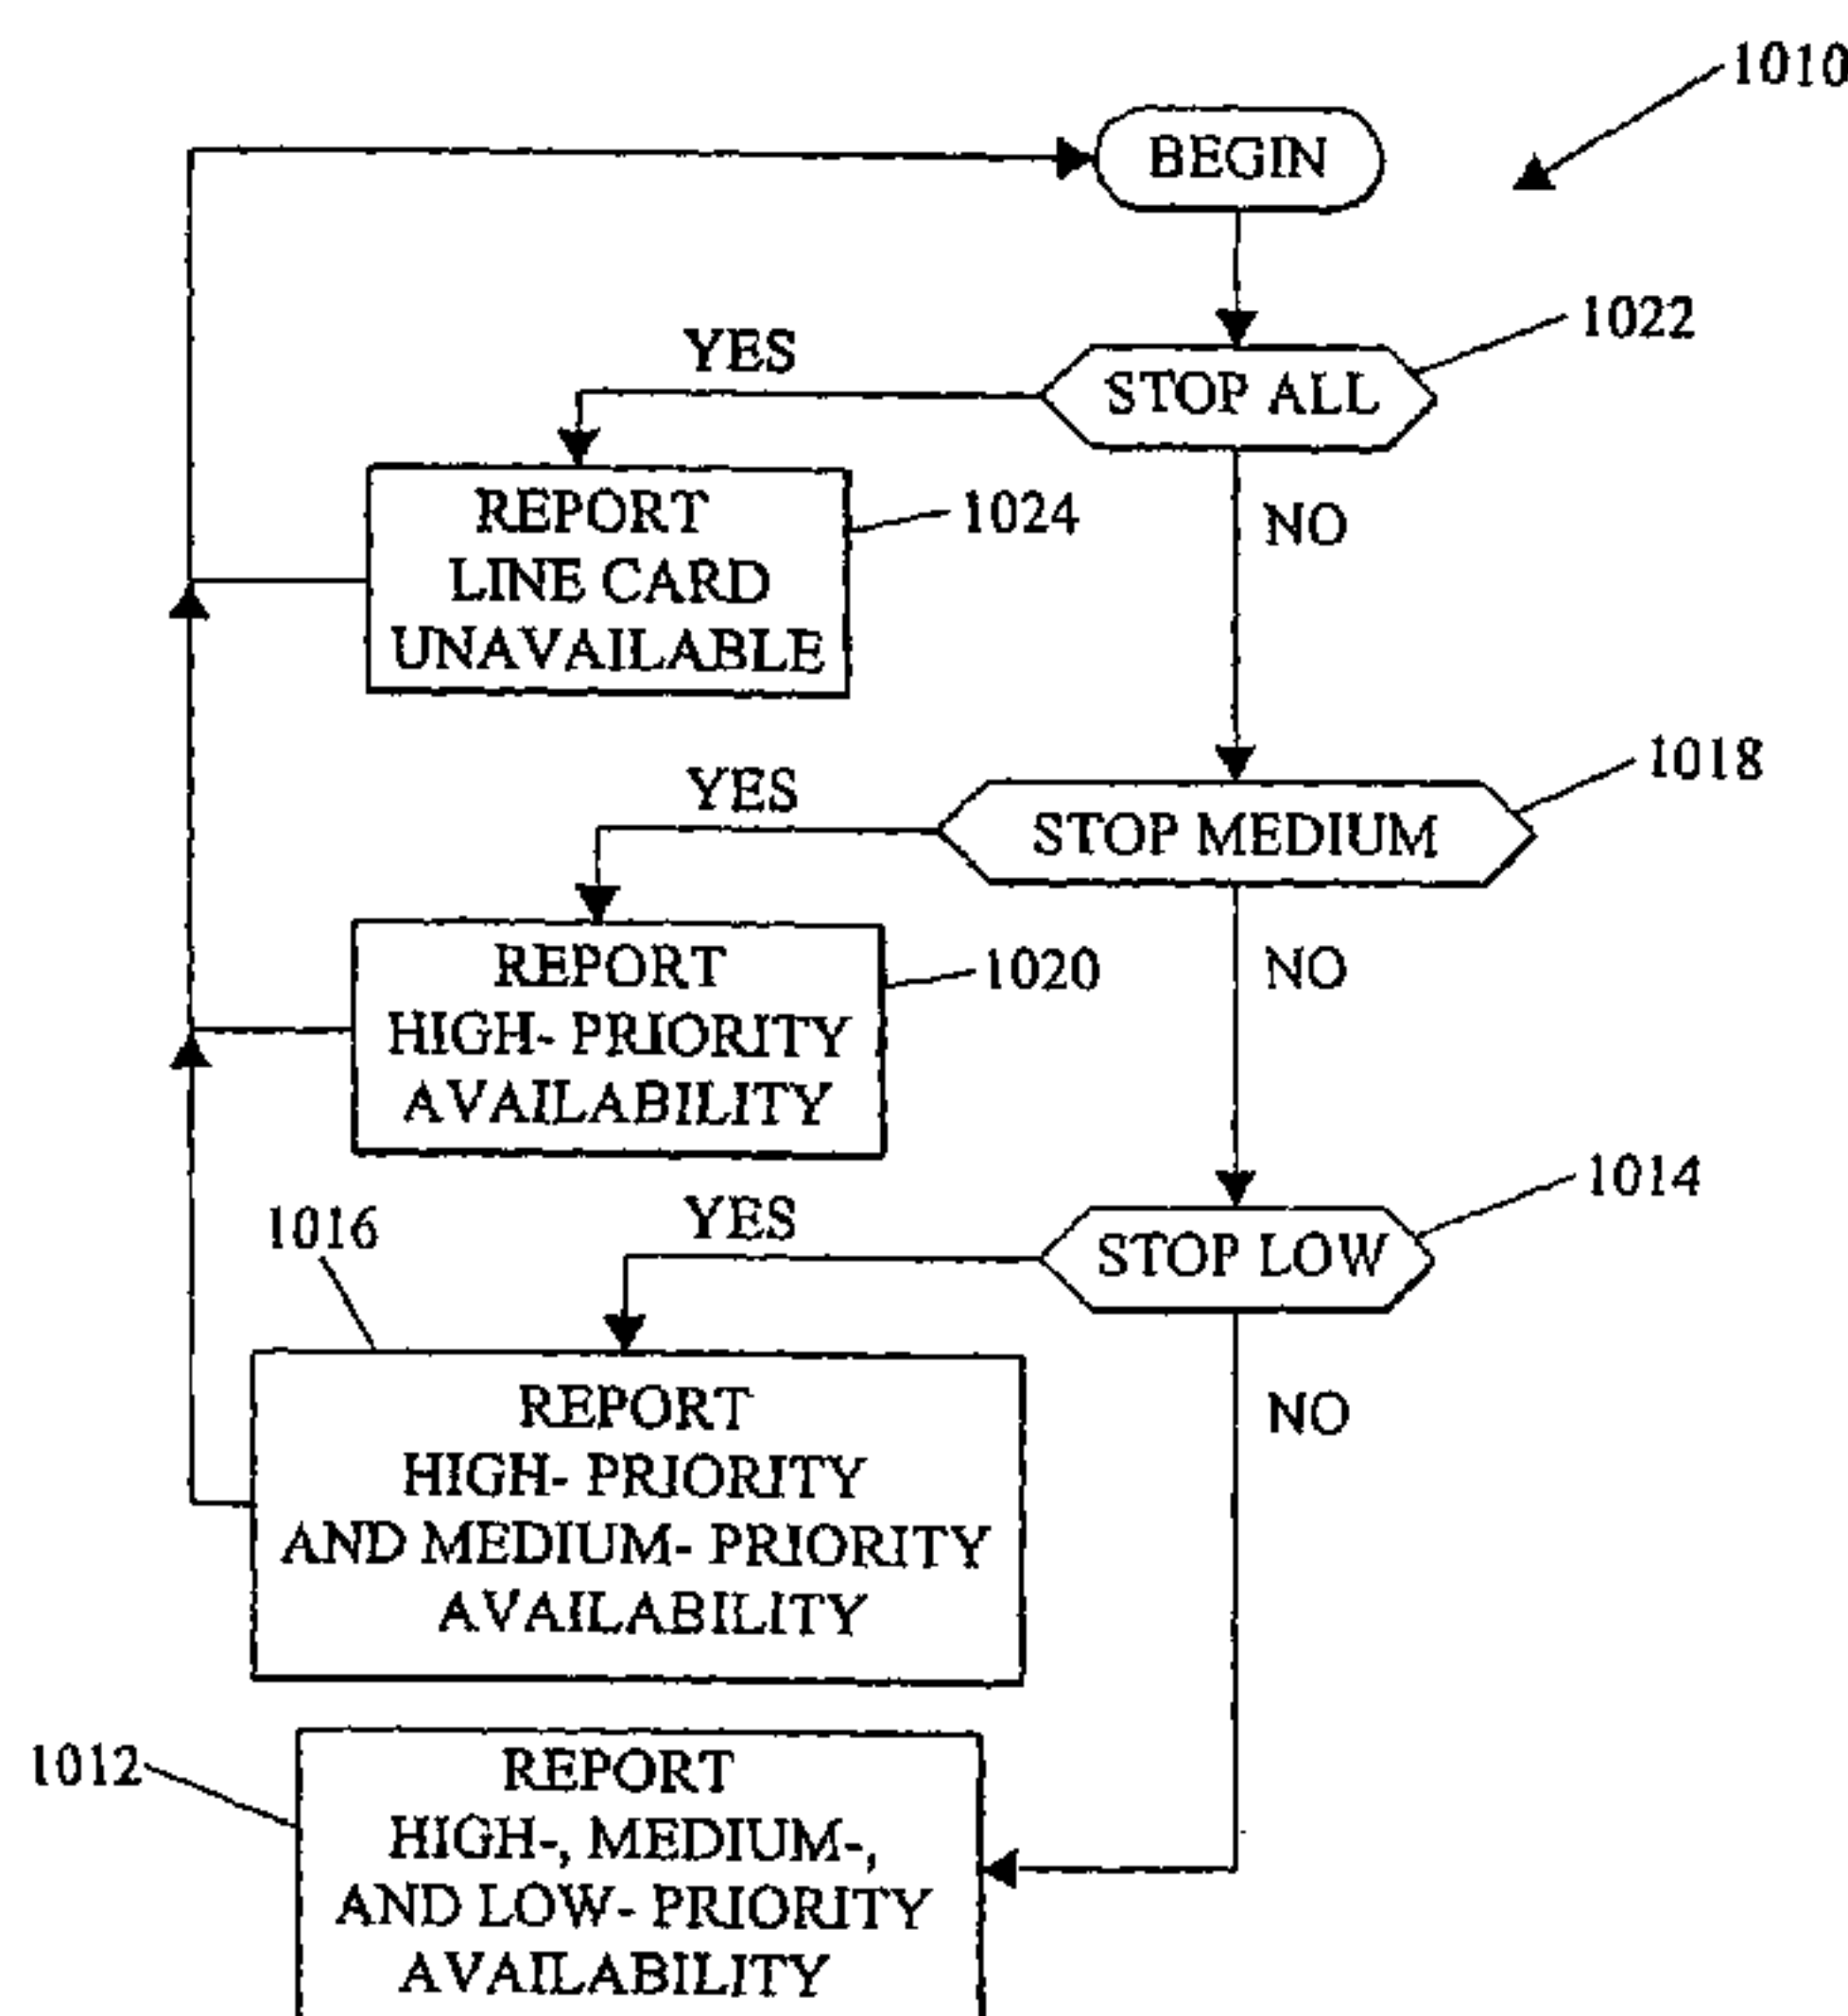 1010
BEGIN
1022
YES
STOP ALL
REPORT
LINE CARD
UNAVAILABLE
1024
NO
1018
YES
STOP MEDIUM
REPORT
HIGH- PRIORITY
AVAILABILITY
1020
NO
1014
1016
YES
STOP LOW
REPORT
HIGH- PRIORITY
AND MEDIUM- PRIORITY
AVAILABILITY
NO
1012
REPORT
HIGH-, MEDIUM-,
AND LOW- PRIORITY
AVAILABILITY